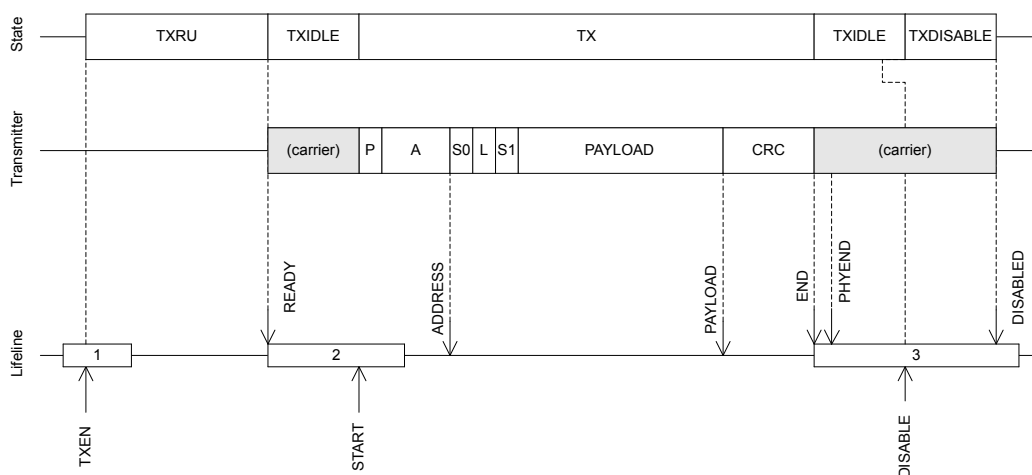 State
TXRU TXIDLE TX TXIDLE TXDISABLE
Transmitter
(carrier) P A S0 L S1 PAYLOAD CRC (carrier)
READY ADDRESS PAYLOAD END PHYEND DISABLED
Lifeline
1 2 3
TXEN START DISABLE